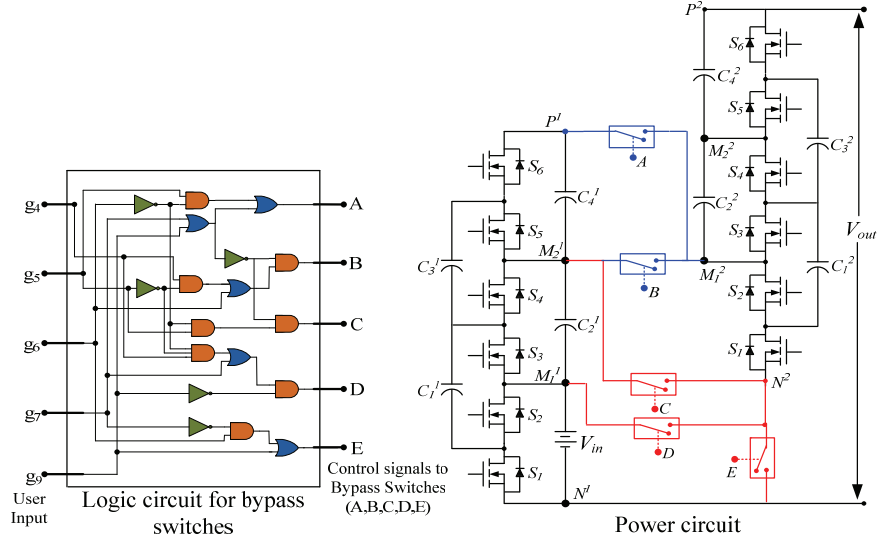 g4
g5
g6
g7
g9
User
Input
A
B
C
D
E
Control signals to
Bypass Switches
(A,B,C,D,E)
Logic circuit for bypass
switches
P1
S6
C41
S5
M21
C31
S4
C21
S3
M11
C11
S2
Vin
S1
N1
A
B
C
D
E
P2
S6
C42
S5
C32
M22
S4
C22
S3
Vout
M12
C12
S2
S1
N2
Power circuit